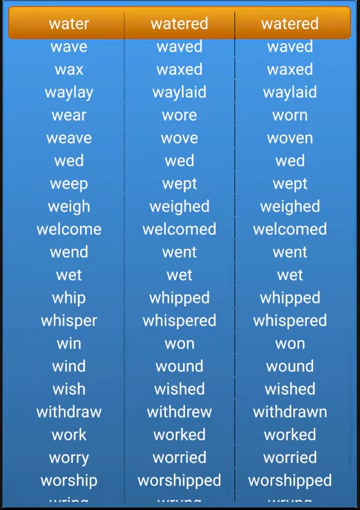 water watered watered
wave waved waved
wax waxed waxed
waylay waylaid waylaid
wear wore worn
weave wove woven
wed wed wed
weep wept wept
weigh weighed weighed
welcome welcomed welcomed
wend went went
wet wet wet
whip whipped whipped
whisper whispered whispered
win won won
wind wound wound
wish wished wished
withdraw withdrew withdrawn
work worked worked
worry worried worried
worship worshipped worshipped
wring wrung wrung